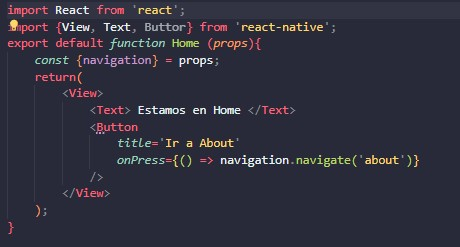 import React from 'react';
import {View, Text, Buttor} from 'react-native';
export default function Home (props){
const {navigation} = props;
return(
<View>
<Text> Estamos en Home </Text>
<Button
title='Ir a About'
onPress={() => navigation.navigate('about')}
/>
</View>
);
}